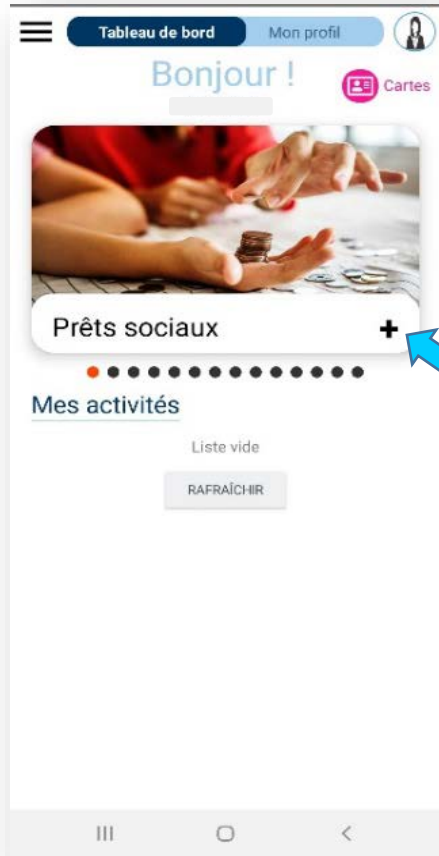 Tableau de bord Mon profil
Bonjour !
Cartes
Prêts sociaux +
Mes activités
Liste vide
RAFRAÎCHIR